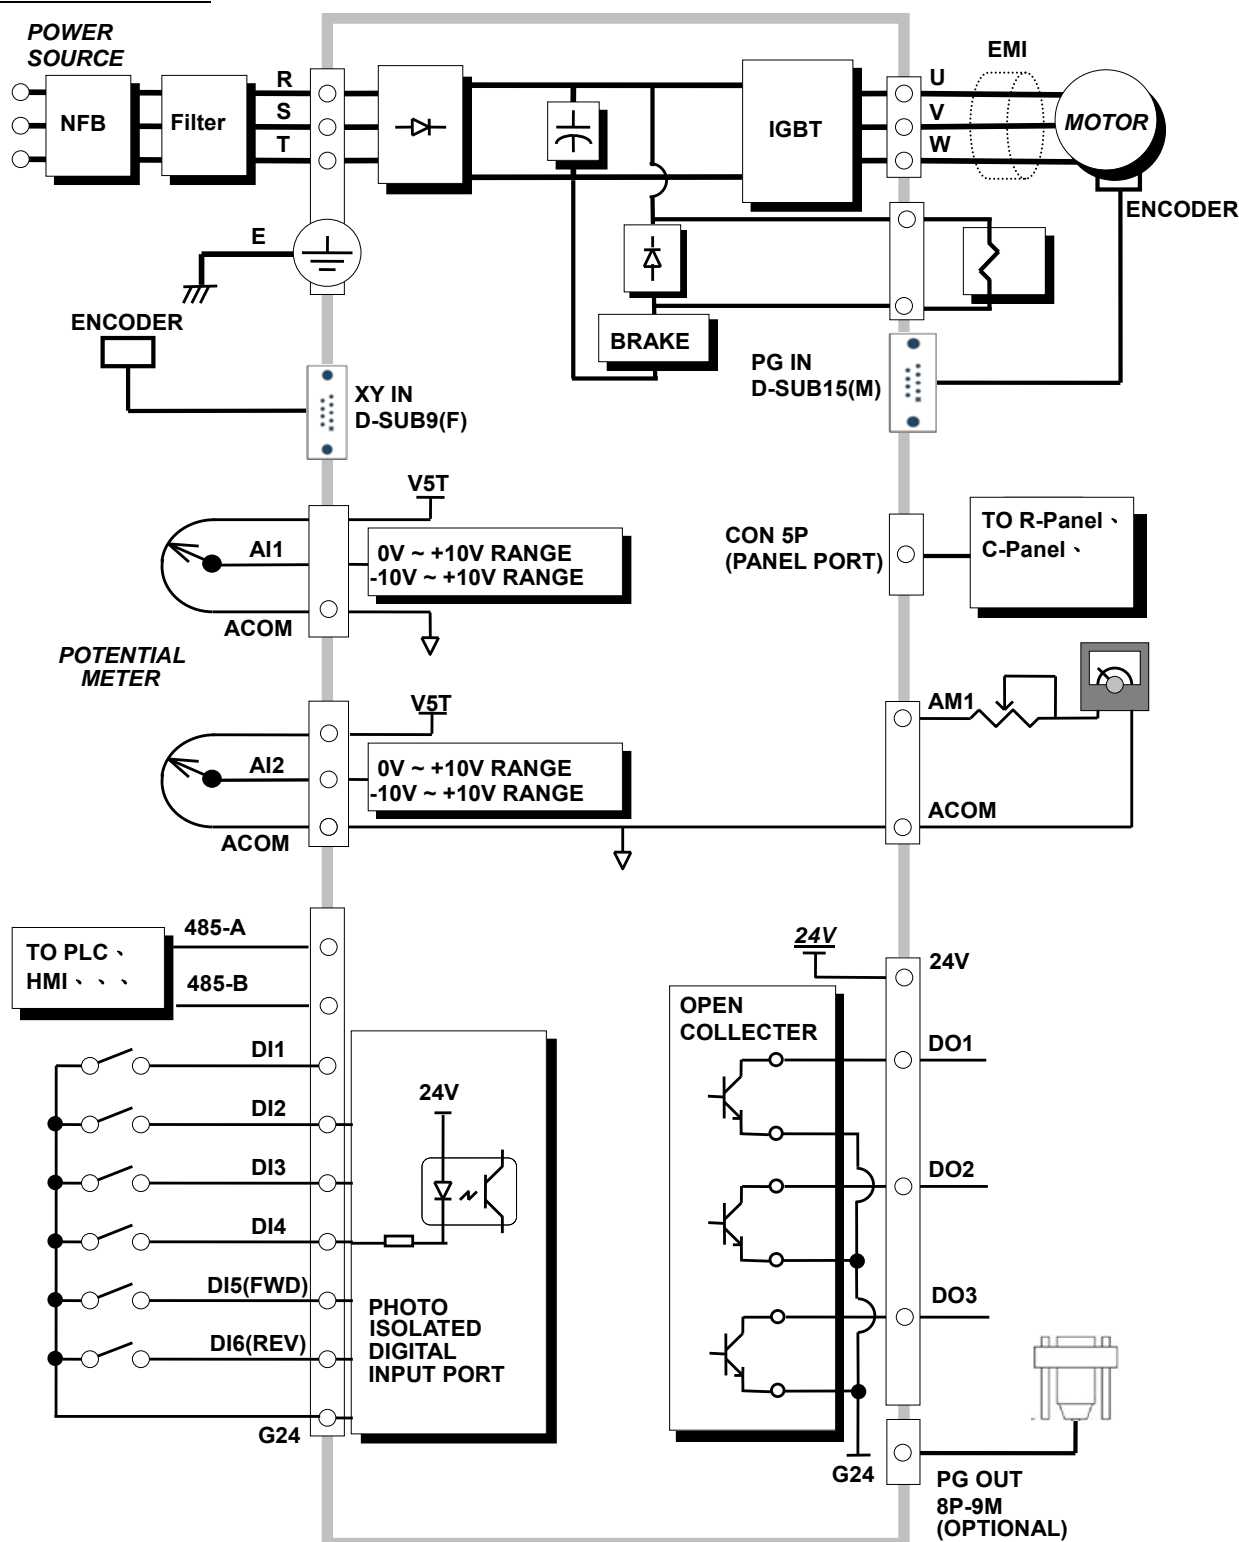 POWER
SOURCE
NFB
Filter
R
S
T
IGBT
U
V
W
EMI
MOTOR
ENCODER
E
ENCODER
BRAKE
XY IN
D-SUB9(F)
PG IN
D-SUB15(M)
V5T
AI1
0V ~ +10V RANGE
-10V ~ +10V RANGE
ACOM
CON 5P
(PANEL PORT)
TO R-Panel、
C-Panel、
POTENTIAL
METER
V5T
AI2
0V ~ +10V RANGE
-10V ~ +10V RANGE
ACOM
AM1
ACOM
TO PLC、
HMI、、、
485-A
485-B
DI1
DI2
DI3
DI4
DI5(FWD)
DI6(REV)
G24
24V
PHOTO
ISOLATED
DIGITAL
INPUT PORT
24V
24V
OPEN
COLLECTER
DO1
DO2
DO3
G24
PG OUT
8P-9M
(OPTIONAL)